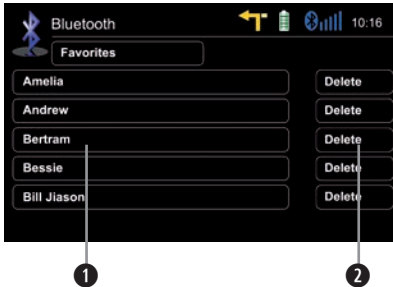 Bluetooth 10:16
Favorites
Amelia Delete
Andrew Delete
Bertram Delete
Bessie Delete
Bill Jiason Delete
1 2